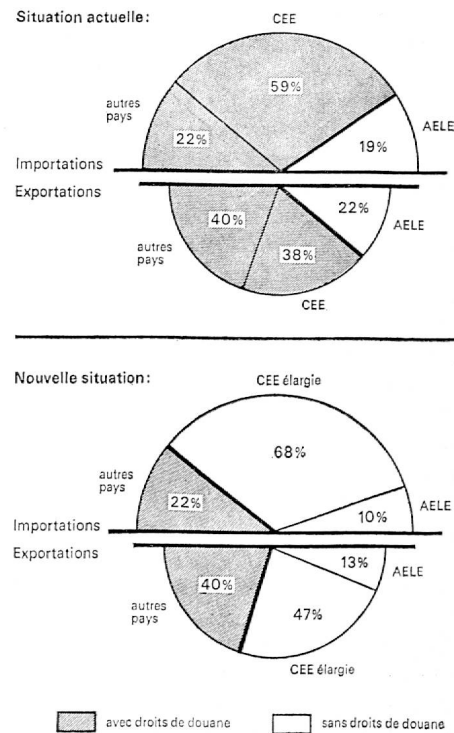 Situation actuelle:
CEE
59%
autres
pays
22%
AELE
19%
Importations
Exportations
40%
22%
autres
pays
38%
AELE
CEE
Nouvelle situation:
CEE élargie
68%
autres
pays
22%
AELE
10%
Importations
Exportations
13%
40%
AELE
autres
pays
47%
CEE élargie
avec droits de douane
sans droits de douane